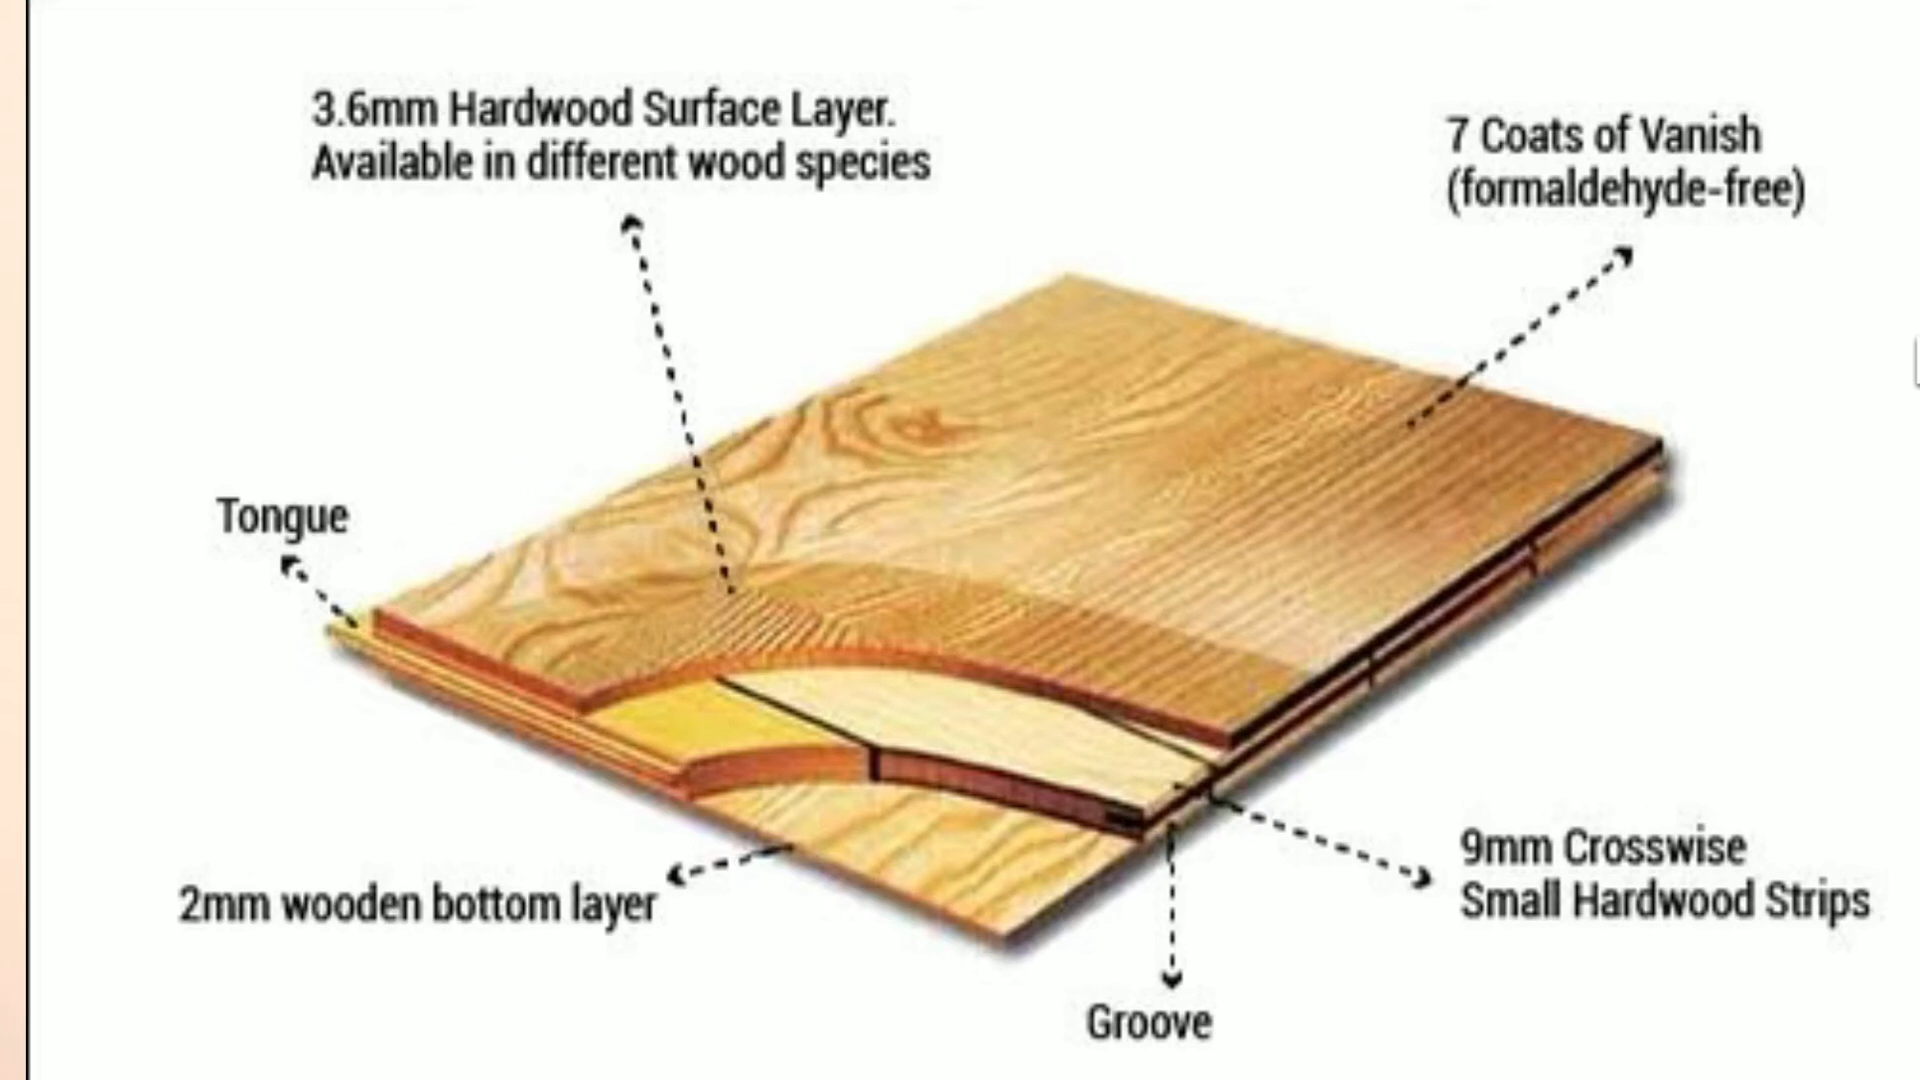 3.6mm Hardwood Surface Layer.
Available in different wood species
7 Coats of Vanish
(formaldehyde-free)
Tongue
2mm wooden bottom layer
9mm Crosswise
Small Hardwood Strips
Groove